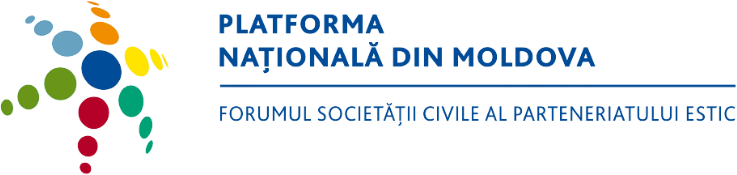 PLATFORMA
NAȚIONALĂ DIN MOLDOVA
FORUMUL SOCIETĂȚII CIVILE AL PARTENERIATULUI ESTIC